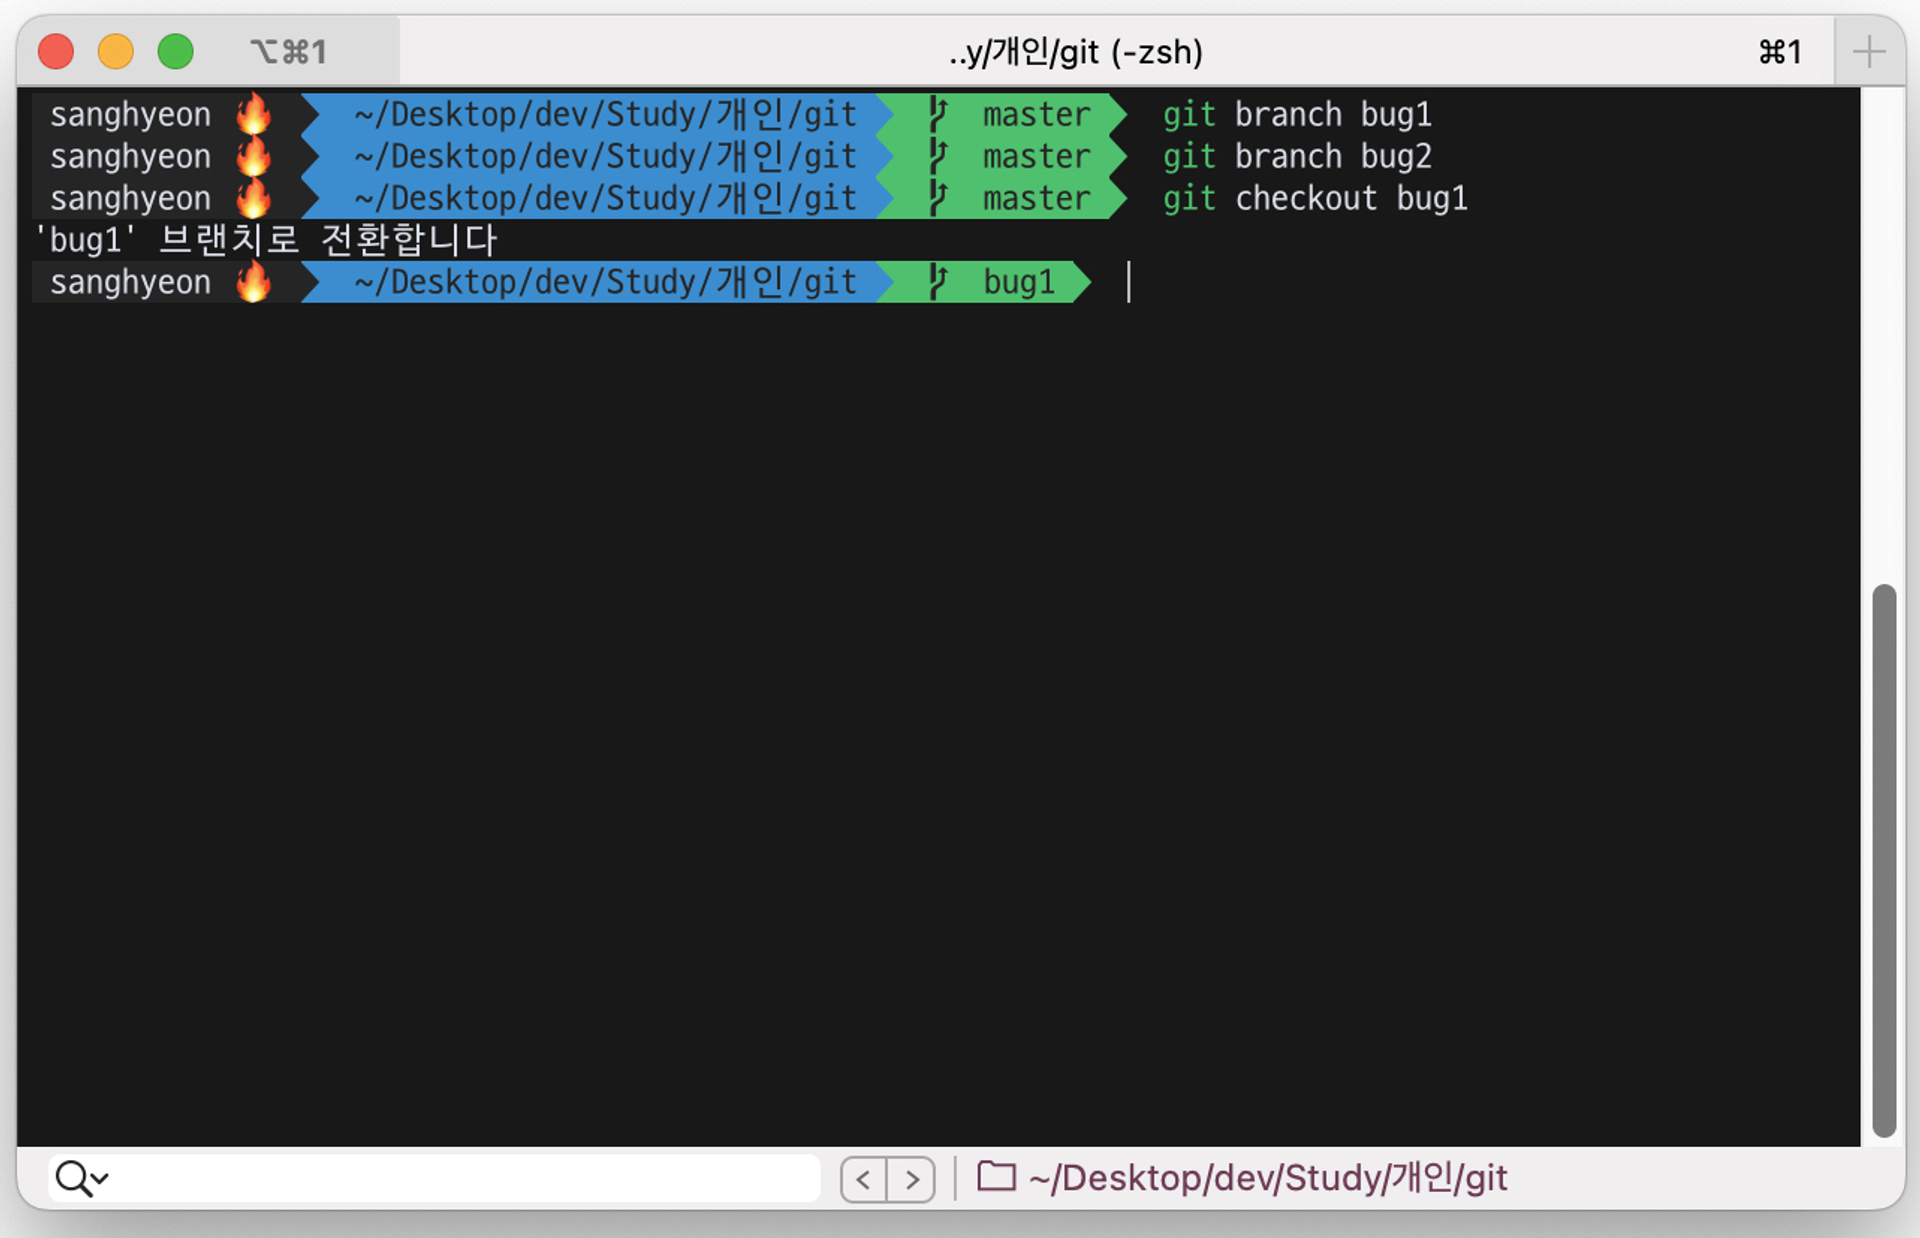 ⌥⌘1 ..y/개인/git (-zsh) ⌘1
sanghyeon 🔥 ~/Desktop/dev/Study/개인/git master git branch bug1
sanghyeon 🔥 ~/Desktop/dev/Study/개인/git master git branch bug2
sanghyeon 🔥 ~/Desktop/dev/Study/개인/git master git checkout bug1
'bug1' 브랜치로 전환합니다
sanghyeon 🔥 ~/Desktop/dev/Study/개인/git bug1
~/Desktop/dev/Study/개인/git